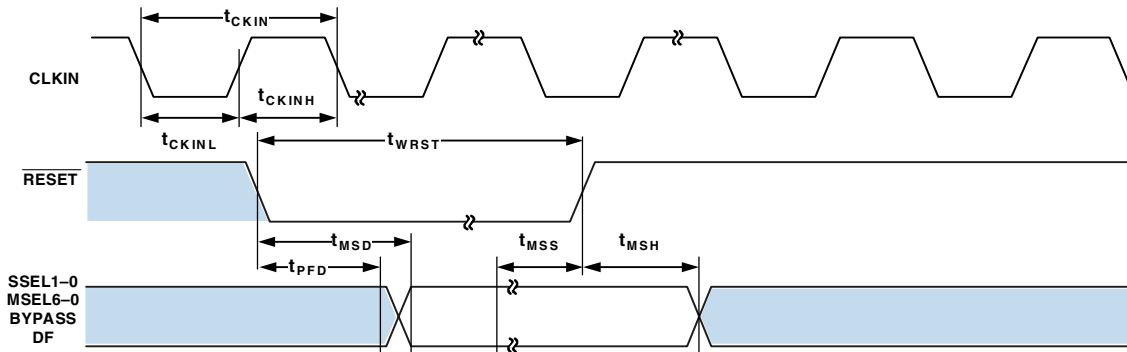 tCKIN
CLKIN
tCKINH
tCKINL
tWRST
RESET
tMSD
tMSS
tMSH
tPFD
SSEL1–0
MSEL6–0
BYPASS
DF